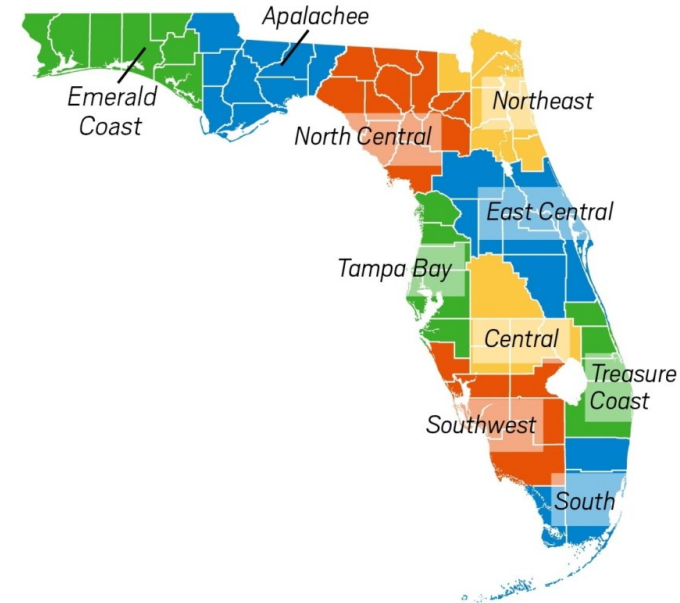 Apalachee
Emerald
Coast
Northeast
North Central
East Central
Tampa Bay
Central
Treasure
Coast
Southwest
South